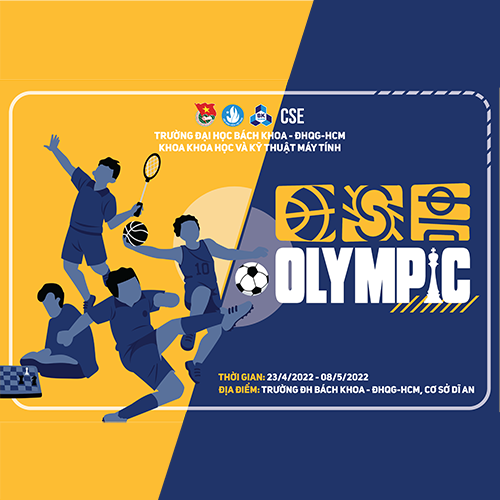 CSE
TRƯỜNG ĐẠI HỌC BÁCH KHOA - ĐHQG-HCM
KHOA KHOA HỌC VÀ KỸ THUẬT MÁY TÍNH
CSE
OLYMPIC
10
THỜI GIAN: 23/4/2022 - 08/5/2022
ĐỊA ĐIỂM: TRƯỜNG ĐH BÁCH KHOA - ĐHQG-HCM, CƠ SỞ DĨ AN